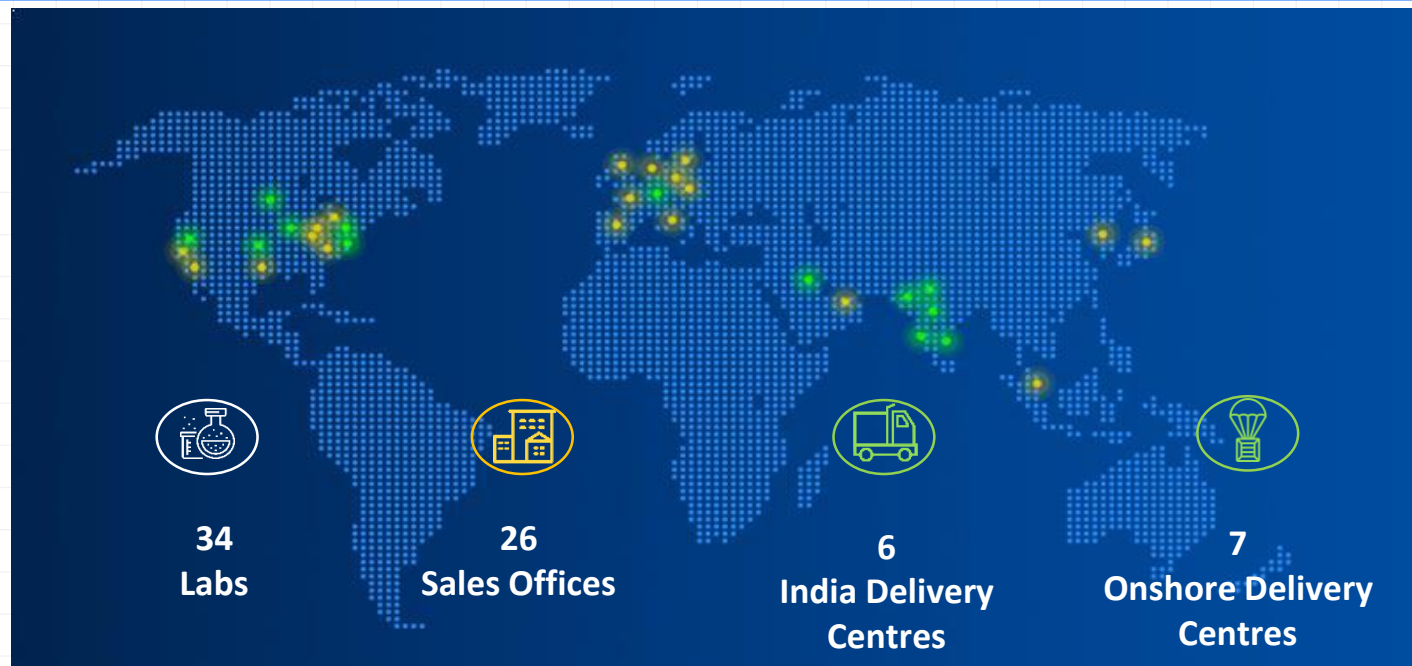 34
Labs
26
Sales Offices
6
India Delivery
Centres
7
Onshore Delivery
Centres